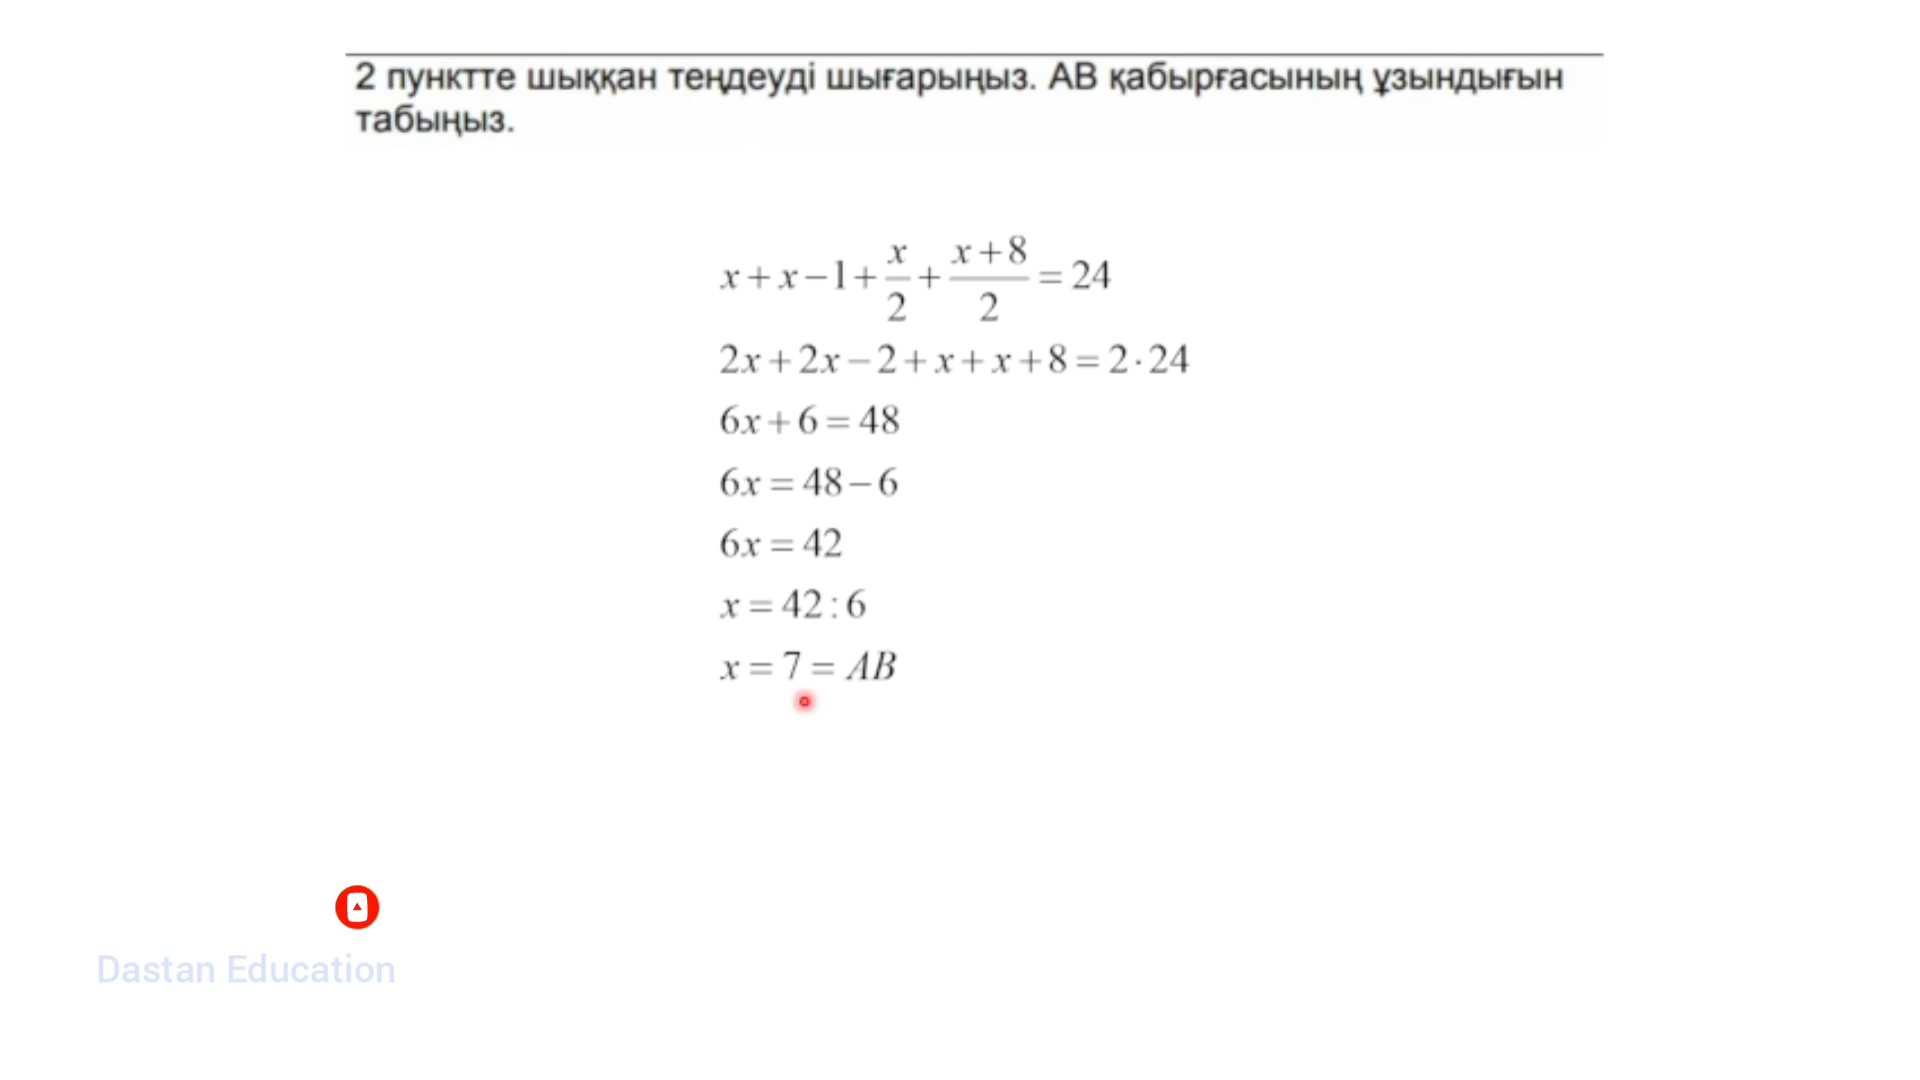 2 пунктте шыққан теңдеуді шығарыңыз. АВ қабырғасының ұзындығын
табыңыз.
x + x − 1 + x/2 + (x + 8)/2 = 24
2x + 2x − 2 + x + x + 8 = 2 · 24
6x + 6 = 48
6x = 48 − 6
6x = 42
x = 42 : 6
x = 7 = AB
Dastan Education